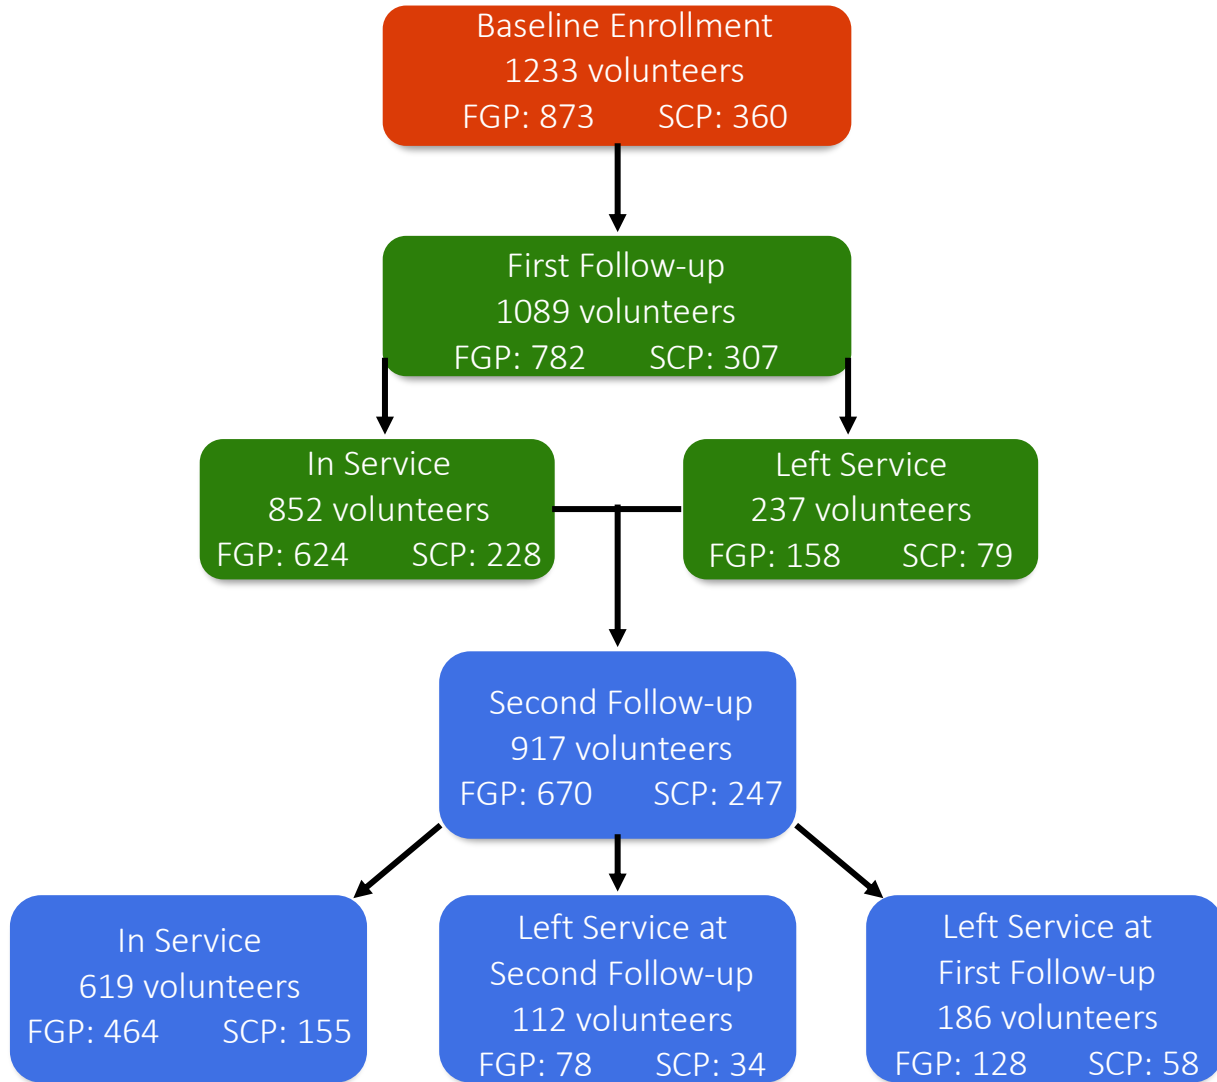 Baseline Enrollment
1233 volunteers
FGP: 873 SCP: 360
First Follow-up
1089 volunteers
FGP: 782 SCP: 307
In Service
852 volunteers
FGP: 624 SCP: 228
Left Service
237 volunteers
FGP: 158 SCP: 79
Second Follow-up
917 volunteers
FGP: 670 SCP: 247
In Service
619 volunteers
FGP: 464 SCP: 155
Left Service at
Second Follow-up
112 volunteers
FGP: 78 SCP: 34
Left Service at
First Follow-up
186 volunteers
FGP: 128 SCP: 58